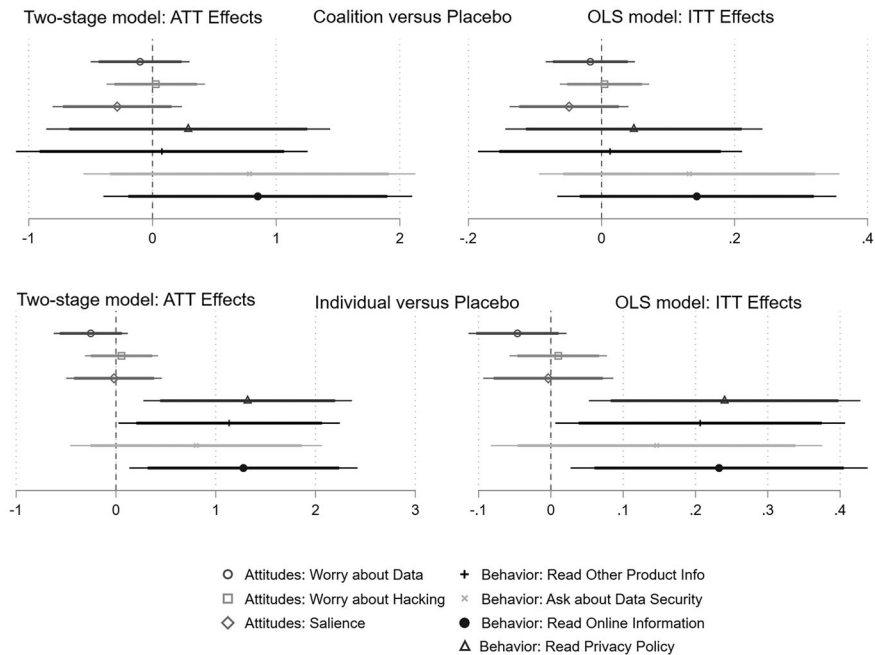 Two-stage model: ATT Effects Coalition versus Placebo OLS model: ITT Effects
-1 0 1 2 -.2 0 .2 .4
Two-stage model: ATT Effects Individual versus Placebo OLS model: ITT Effects
-1 0 1 2 3 -.1 0 .1 .2 .3 .4
Attitudes: Worry about Data Behavior: Read Other Product Info
Attitudes: Worry about Hacking Behavior: Ask about Data Security
Attitudes: Salience Behavior: Read Online Information
Behavior: Read Privacy Policy